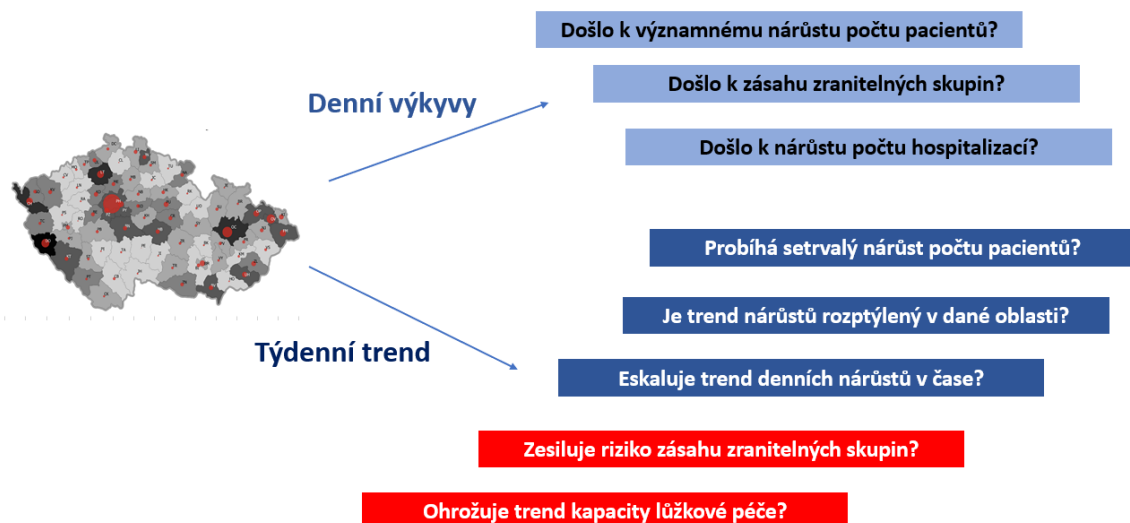 Došlo k významnému nárůstu počtu pacientů?
Došlo k zásahu zranitelných skupin?
Denní výkyvy
Došlo k nárůstu počtu hospitalizací?
Probíhá setrvalý nárůst počtu pacientů?
Je trend nárůstů rozptýlený v dané oblasti?
Týdenní trend
Eskaluje trend denních nárůstů v čase?
Zesiluje riziko zásahu zranitelných skupin?
Ohrožuje trend kapacity lůžkové péče?